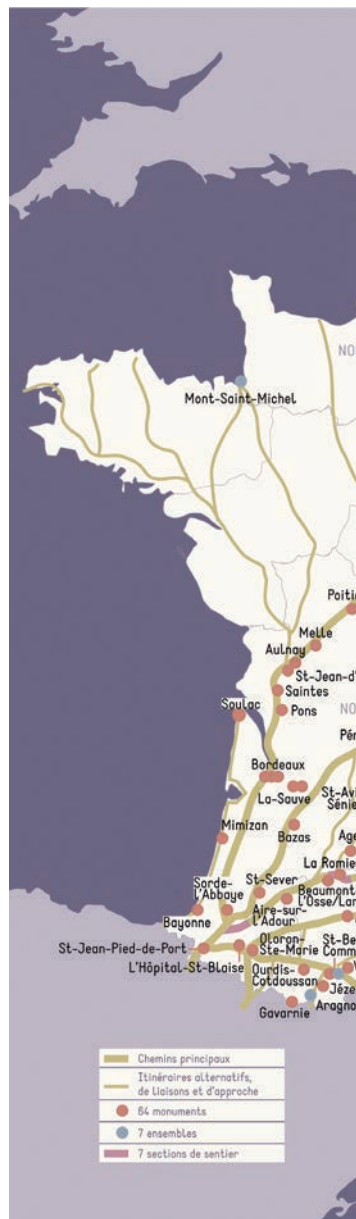 NO
Mont-Saint-Michel
Poiti
Melle
Aulnay
St-Jean-d'
Saintes
Soulac
Pons
NO
Pér
Bordeaux
St-Avi
Sénie
La-Sauve
Mimizan
Bazas
Age
La Romie
Sorde-
l'Abbaye
St-Sever
Beaumont
l'Osse/Lar
Bayonne
Aire-sur-
l'Adour
St-Jean-Pied-de-Port
Oloron-
Ste-Marie
St-Be
Comm
L'Hôpital-St-Blaise
Ourdis-
Cotdoussan
V
Jéze
Aragno
Gavarnie
Chemins principaux
Itinéraires alternatifs,
de liaisons et d'approche
64 monuments
7 ensembles
7 sections de sentier